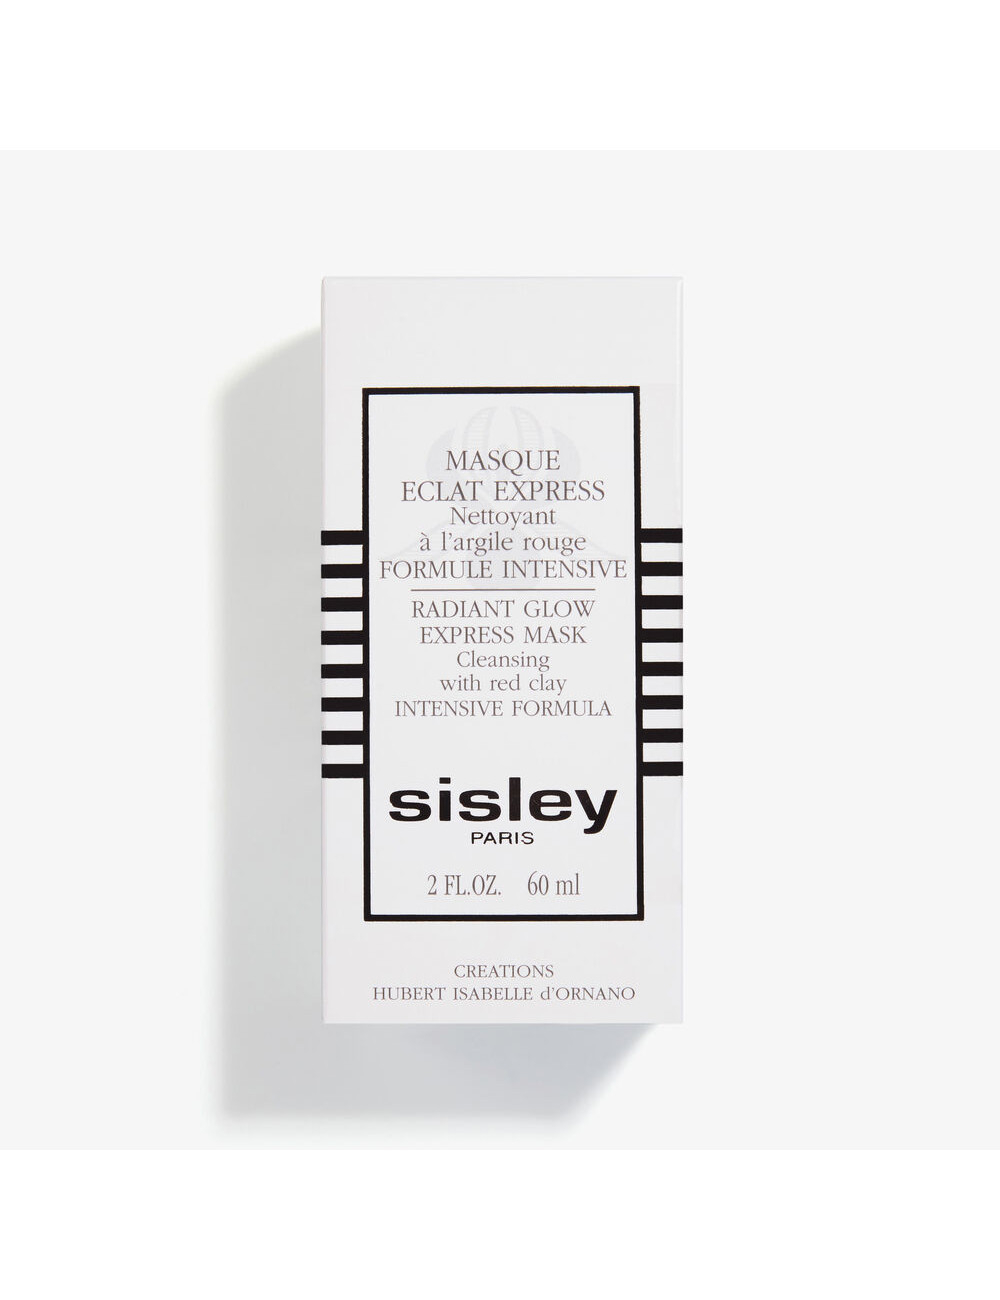 MASQUE
ECLAT EXPRESS
Nettoyant
à l'argile rouge
FORMULE INTENSIVE
RADIANT GLOW
EXPRESS MASK
Cleansing
with red clay
INTENSIVE FORMULA
sisley
PARIS
2 FL.OZ. 60 ml
CREATIONS
HUBERT ISABELLE d'ORNANO